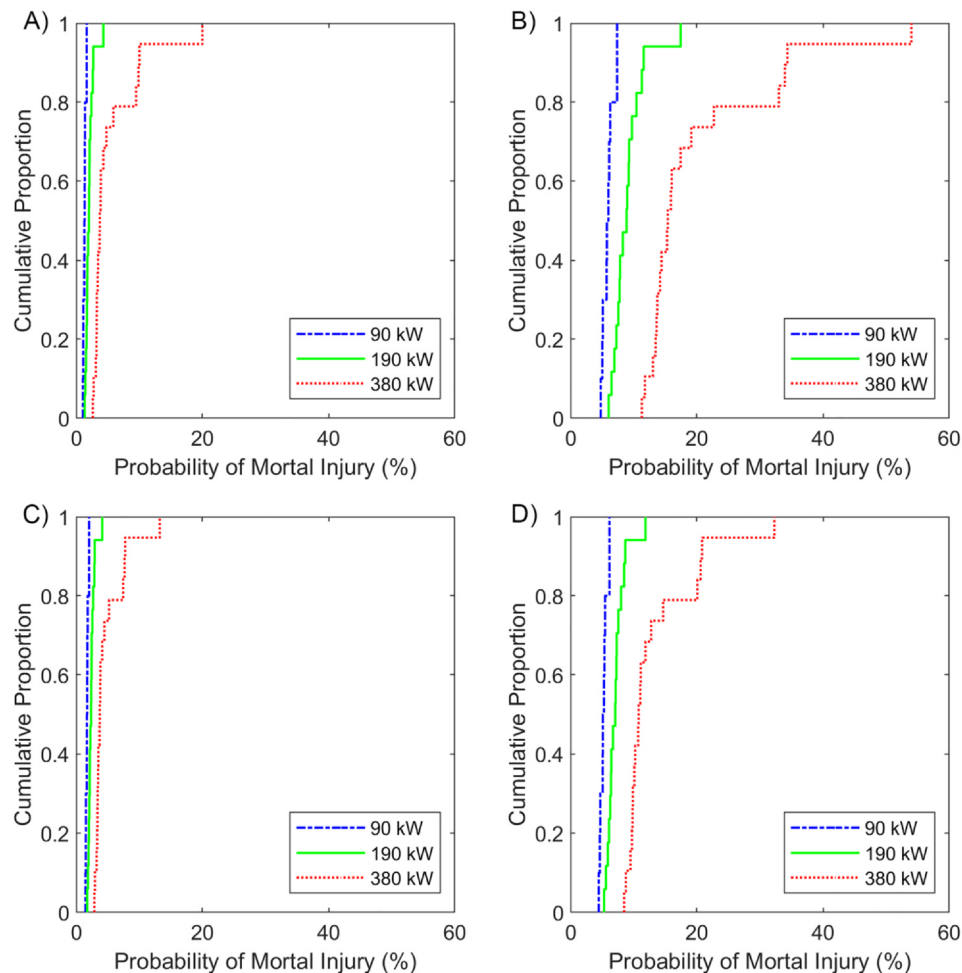 A)
1
0.8
0.6
0.4
0.2
0
Cumulative Proportion
90 kW
190 kW
380 kW
0 20 40 60
Probability of Mortal Injury (%)
B)
1
0.8
0.6
0.4
0.2
0
Cumulative Proportion
90 kW
190 kW
380 kW
0 20 40 60
Probability of Mortal Injury (%)
C)
1
0.8
0.6
0.4
0.2
0
Cumulative Proportion
90 kW
190 kW
380 kW
0 20 40 60
Probability of Mortal Injury (%)
D)
1
0.8
0.6
0.4
0.2
0
Cumulative Proportion
90 kW
190 kW
380 kW
0 20 40 60
Probability of Mortal Injury (%)